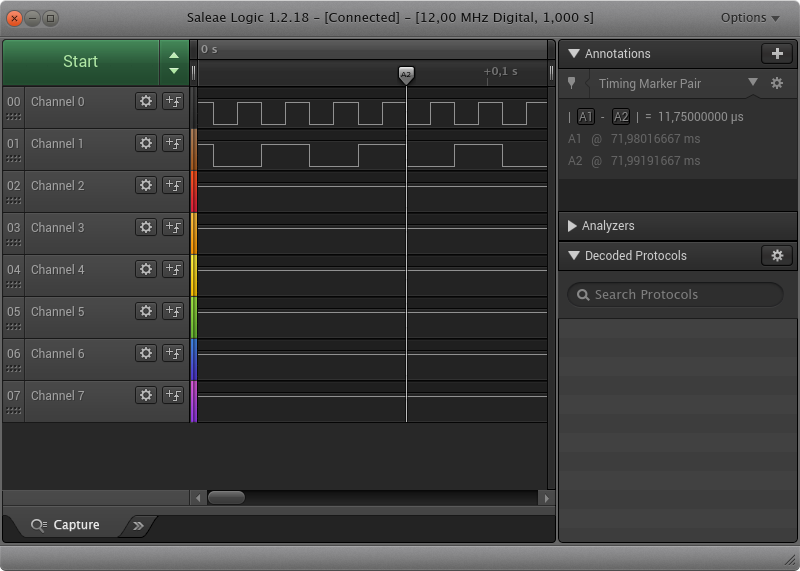 Saleae Logic 1.2.18 – [Connected] – [12,00 MHz Digital, 1,000 s]
Options
Start
0 s
+0,1 s
A2
00 Channel 0
01 Channel 1
02 Channel 2
03 Channel 3
04 Channel 4
05 Channel 5
06 Channel 6
07 Channel 7
Annotations
Timing Marker Pair
| A1 - A2 | = 11,75000000 µs
A1 @ 71,98016667 ms
A2 @ 71,99191667 ms
Analyzers
Decoded Protocols
Search Protocols
Capture